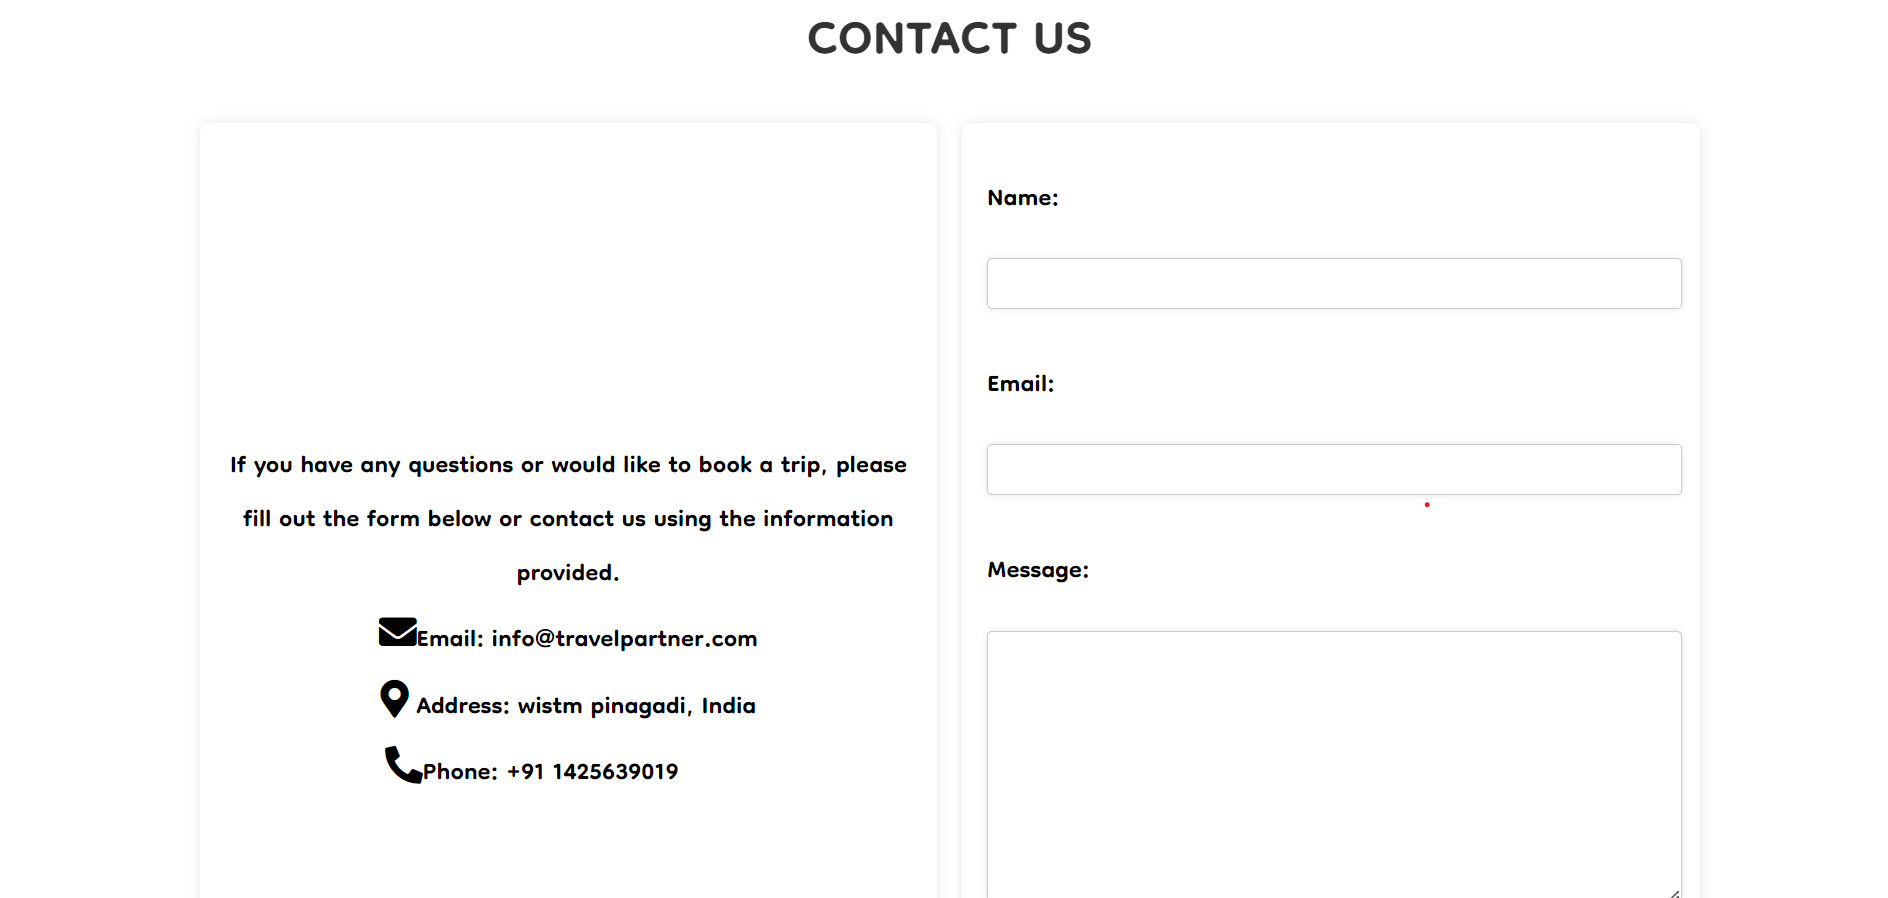 CONTACT US
If you have any questions or would like to book a trip, please
fill out the form below or contact us using the information
provided.
Email: info@travelpartner.com
Address: wistm pinagadi, India
Phone: +91 1425639019
Name:
Email:
Message: